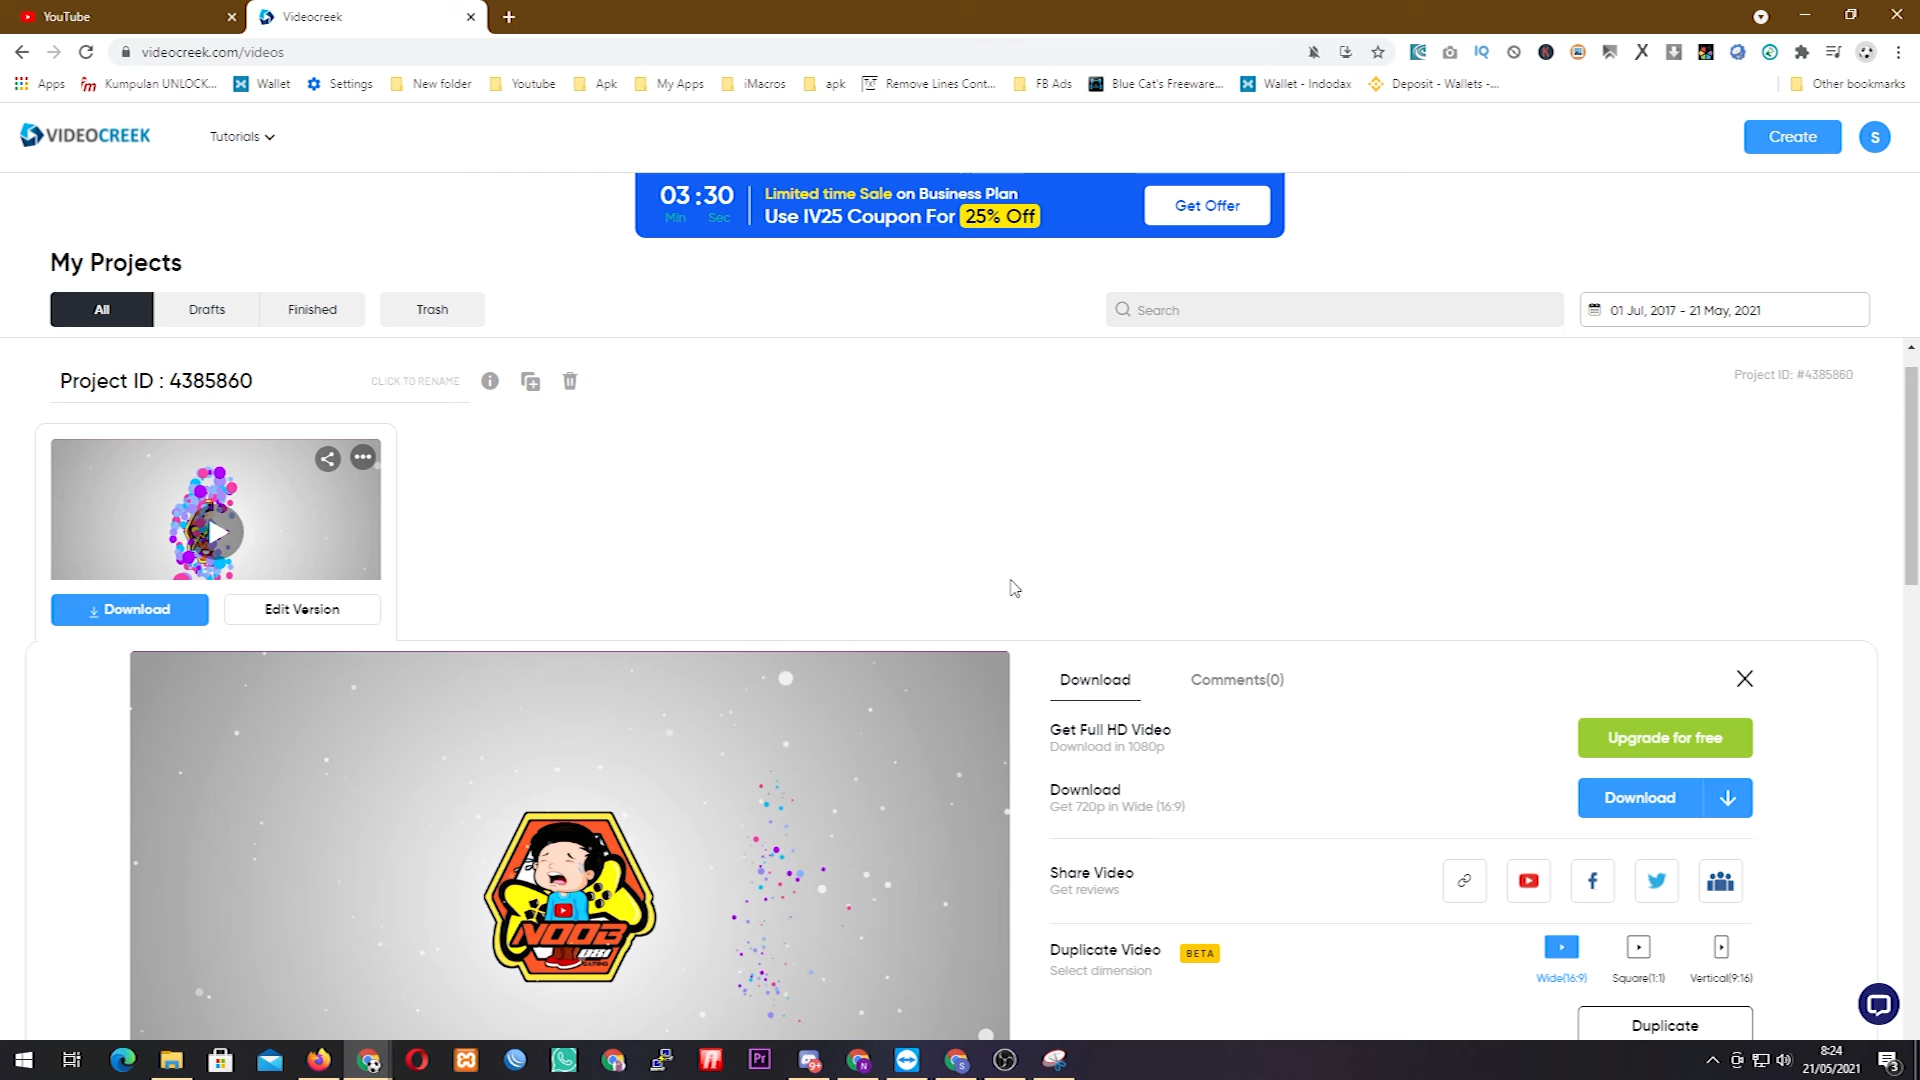 YouTube
Videocreek
videocreek.com/videos
Apps
Kumpulan UNLOCK...
Wallet
Settings
New folder
Youtube
Apk
My Apps
iMacros
apk
Remove Lines Cont...
FB Ads
Blue Cat's Freeware...
Wallet - Indodax
Deposit - Wallets -...
Other bookmarks
VIDEOCREEK
Tutorials
Create
S
03 : 30
Min Sec
Limited time Sale on Business Plan
Use IV25 Coupon For 25% Off
Get Offer
My Projects
All
Drafts
Finished
Trash
Search
01 Jul, 2017 - 21 May, 2021
Project ID : 4385860
CLICK TO RENAME
Project ID: #4385860
Download
Edit Version
Download
Comments(0)
Get Full HD Video
Download in 1080p
Upgrade for free
Download
Get 720p in Wide (16:9)
Download
Share Video
Get reviews
Duplicate Video BETA
Select dimension
Wide(16:9)
Square(1:1)
Vertical(9:16)
Duplicate
NOOB
GAMING
8:24
21/05/2021
3